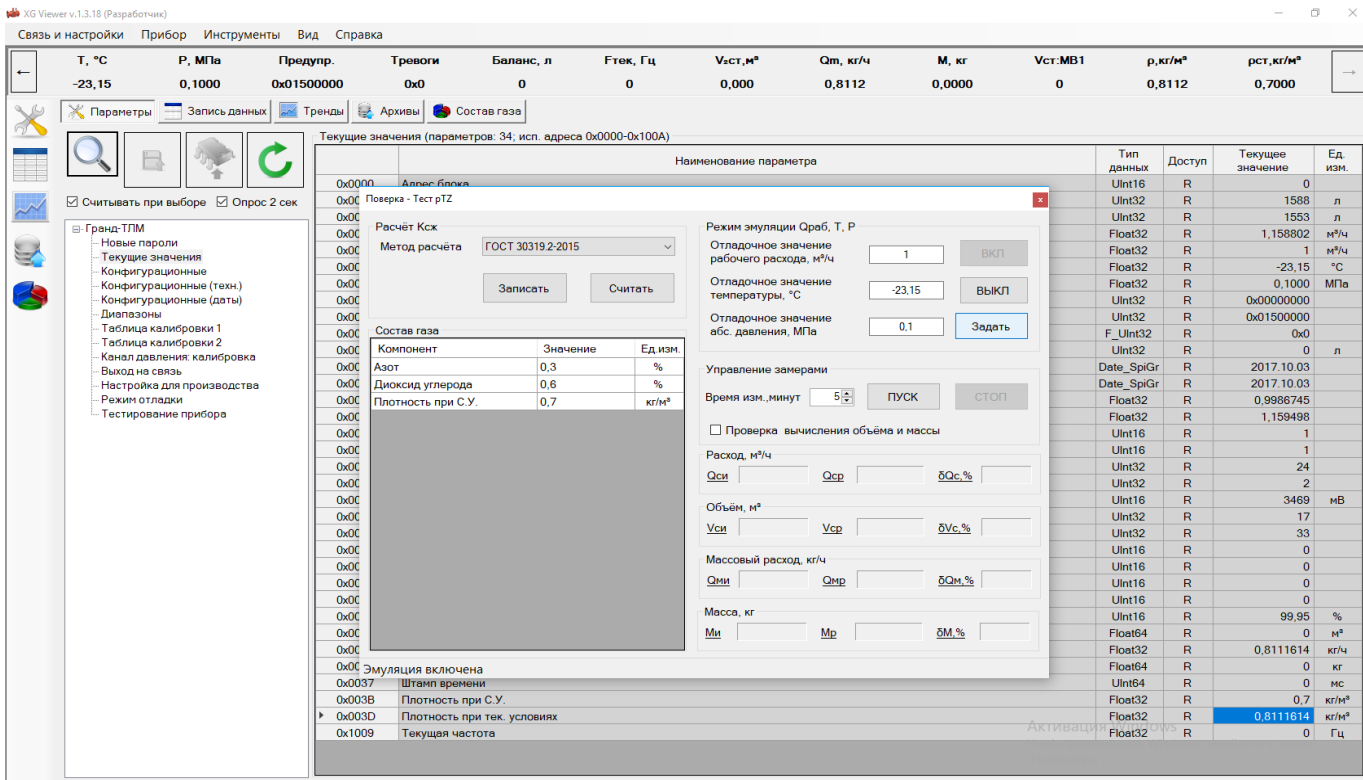 XG Viewer v.1.3.18 (Разработчик)
Связь и настройки Прибор Инструменты Вид Справка
T, °C P, МПа Предупр. Тревоги Баланс, л Fтек, Гц V₂ст,м³ Qm, кг/ч M, кг Vст:MB1 ρ,кг/м³ ρст,кг/м³
-23,15 0,1000 0x01500000 0x0 0 0 0,000 0,8112 0,0000 0 0,8112 0,7000
Параметры Запись данных Тренды Архивы Состав газа
Считывать при выборе Опрос 2 сек
Гранд-ТЛМ
Новые пароли
Текущие значения
Конфигурационные
Конфигурационные (техн.)
Конфигурационные (даты)
Диапазоны
Таблица калибровки 1
Таблица калибровки 2
Канал давления: калибровка
Выход на связь
Настройка для производства
Режим отладки
Тестирование прибора
Текущие значения (параметров: 34; исп. адреса 0x0000-0x100A)
Наименование параметра Тип данных Доступ Текущее значение Ед. изм.
0x0000 Адрес блока UInt16 R 0
UInt32 R 1588 л
UInt32 R 1553 л
Float32 R 1,158802 м³/ч
Float32 R 1 м³/ч
Float32 R -23,15 °C
Float32 R 0,1000 МПа
UInt32 R 0x00000000
UInt32 R 0x01500000
F_UInt32 R 0x0
UInt32 R 0 л
Date_SpiGr R 2017.10.03
Date_SpiGr R 2017.10.03
Float32 R 0,9986745
Float32 R 1,159498
UInt16 R 1
UInt16 R 1
UInt32 R 24
UInt32 R 2
UInt16 R 3469 мВ
UInt32 R 17
UInt32 R 33
UInt16 R 0
UInt16 R 0
UInt16 R 0
UInt16 R 0
UInt16 R 99,95 %
Float64 R 0 м³
Float32 R 0,8111614 кг/ч
Float64 R 0 кг
0x0037 Штамп времени UInt64 R 0 мс
0x003B Плотность при С.У. Float32 R 0,7 кг/м³
0x003D Плотность при тек. условиях Float32 R 0,8111614 кг/м³
0x1009 Текущая частота Float32 R 0 Гц
Поверка - Тест pTZ
Расчёт Ксж
Метод расчёта ГОСТ 30319.2-2015
Записать Считать
Состав газа
Компонент Значение Ед.изм.
Азот 0,3 %
Диоксид углерода 0,6 %
Плотность при С.У. 0,7 кг/м³
Режим эмуляции Qраб, T, P
Отладочное значение
рабочего расхода, м³/ч 1 ВКЛ
Отладочное значение
температуры, °C -23,15 ВЫКЛ
Отладочное значение
абс. давления, МПа 0,1 Задать
Управление замерами
Время изм.,минут 5 ПУСК СТОП
Проверка вычисления объёма и массы
Расход, м³/ч
Qси Qср δQс,%
Объём, м³
Vси Vср δVс,%
Массовый расход, кг/ч
Qми Qмр δQм,%
Масса, кг
Ми Мр δМ,%
Эмуляция включена
Активация Windows